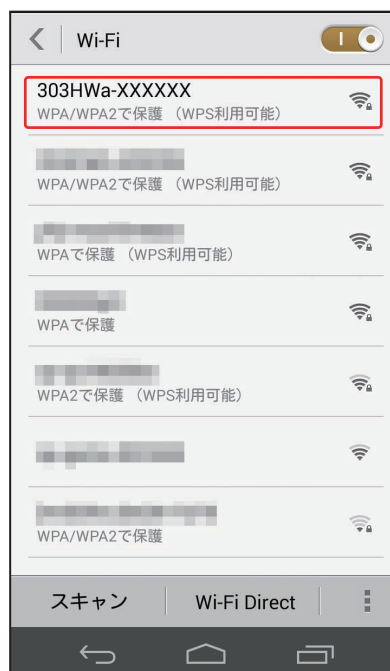 Wi-Fi
303HWa-XXXXXX
WPA/WPA2で保護 （WPS利用可能）
WPA/WPA2で保護 （WPS利用可能）
WPAで保護 （WPS利用可能）
WPAで保護
WPA2で保護 （WPS利用可能）
WPA/WPA2で保護
スキャン
Wi-Fi Direct